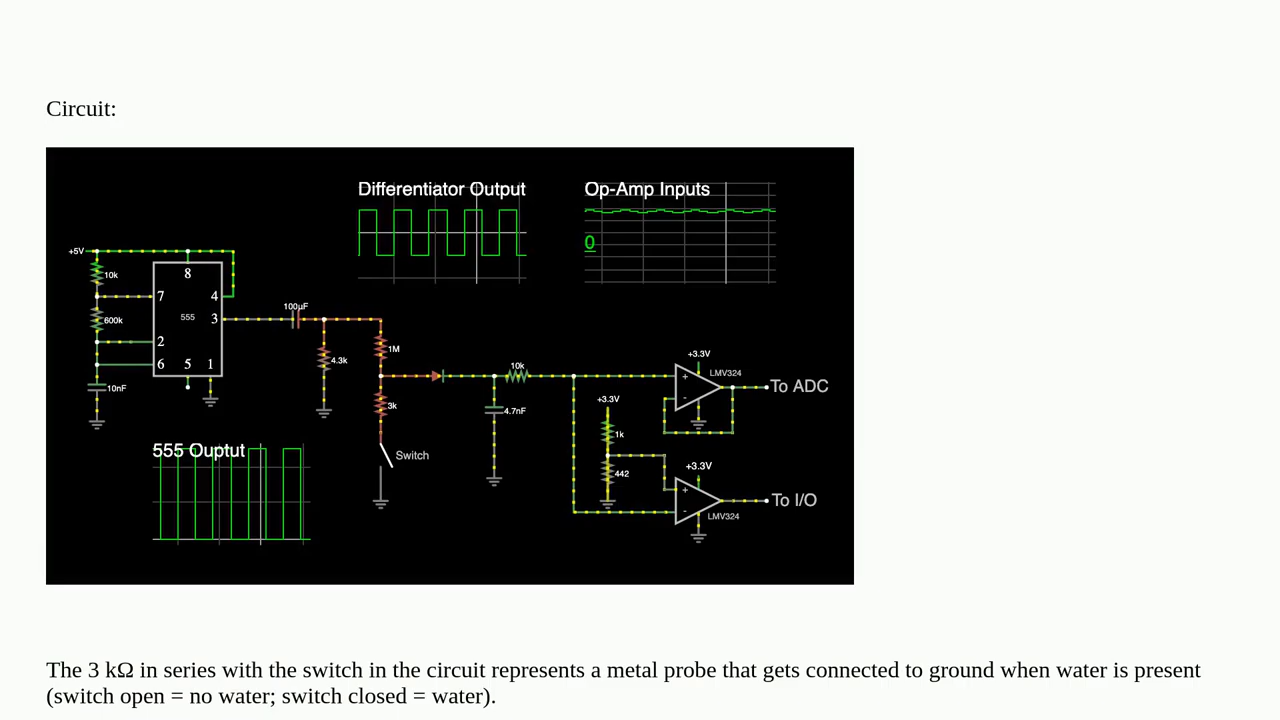 Circuit:
Differentiator Output
Op-Amp Inputs
0
+5V
10k
600k
10nF
8
7
4
555
3
2
6
5
1
100µF
4.3k
1M
3k
Switch
10k
4.7nF
+3.3V
1k
442
+3.3V
LMV324
+
-
To ADC
+3.3V
+
-
LMV324
To I/O
555 Ouptut
The 3 kΩ in series with the switch in the circuit represents a metal probe that gets connected to ground when water is present
(switch open = no water; switch closed = water).